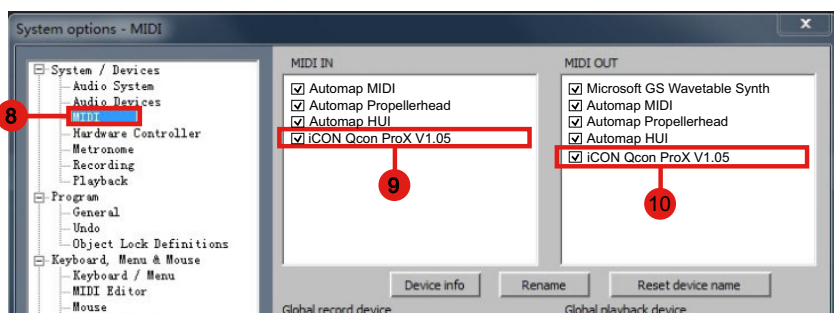 System options - MIDI
x
System / Devices
Audio System
Audio Devices
8
MIDI
Hardware Controller
Metronome
Recording
Playback
Program
General
Undo
Object Lock Definitions
Keyboard, Menu & Mouse
Keyboard / Menu
MIDI Editor
Mouse
MIDI IN
Automap MIDI
Automap Propellerhead
Automap HUI
iCON Qcon ProX V1.05
9
MIDI OUT
Microsoft GS Wavetable Synth
Automap MIDI
Automap Propellerhead
Automap HUI
iCON Qcon ProX V1.05
10
Device info
Rename
Reset device name
Global record device
Global playback device